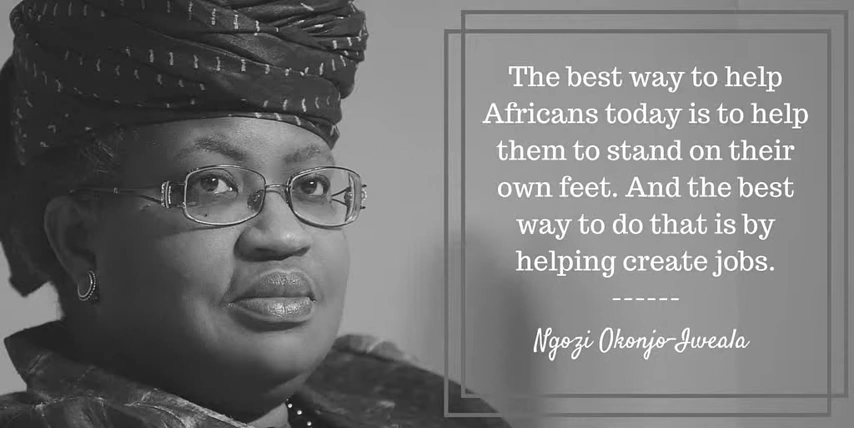 The best way to help
Africans today is to help
them to stand on their
own feet. And the best
way to do that is by
helping create jobs.
------
Ngozi Okonjo-Iweala